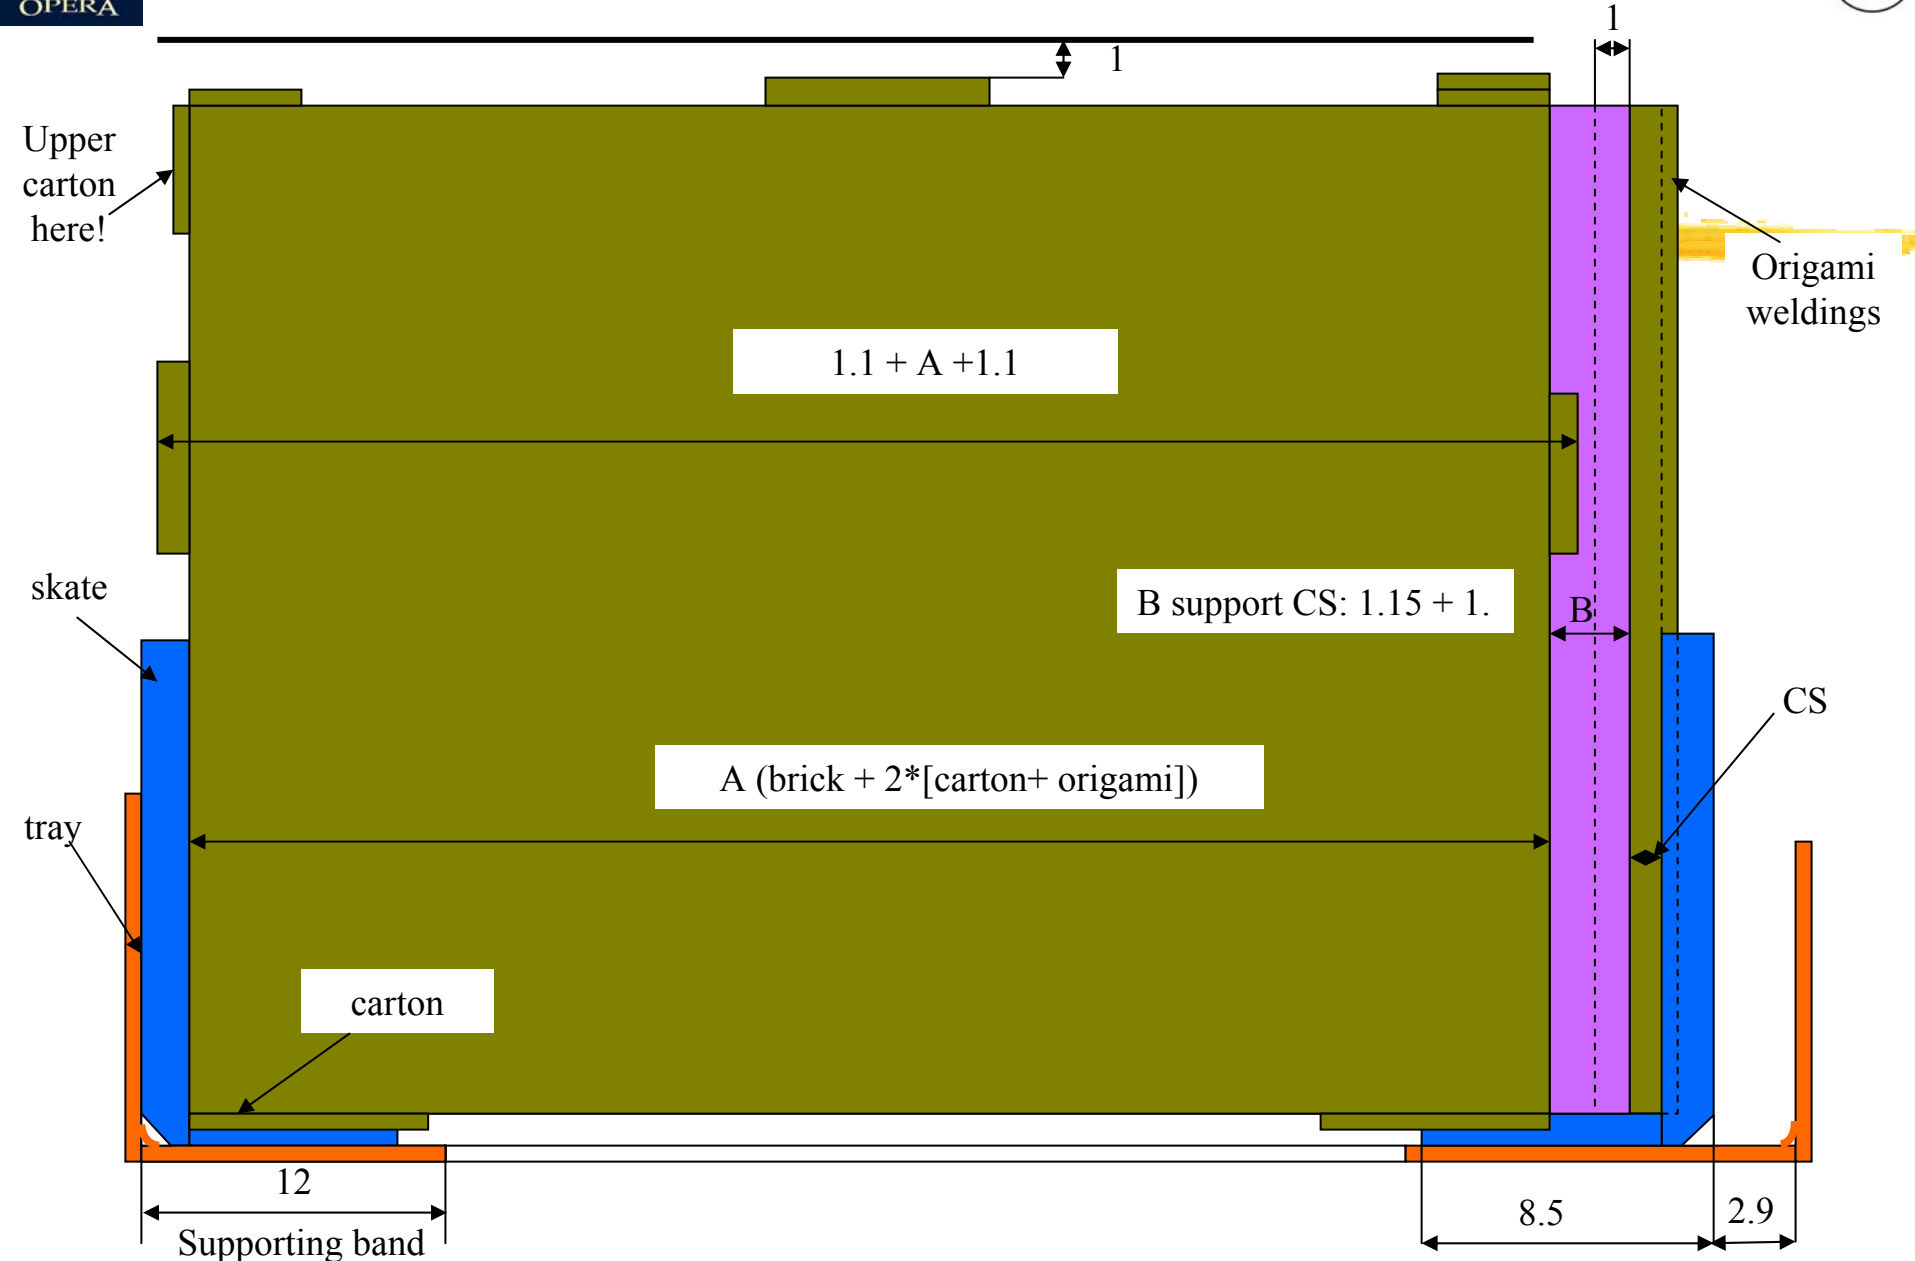 OPERA
1
1
Upper
carton
here!
Origami
weldings
1.1 + A +1.1
skate
B support CS: 1.15 + 1.
B
CS
A (brick + 2*[carton+ origami])
tray
carton
12
Supporting band
8.5
2.9